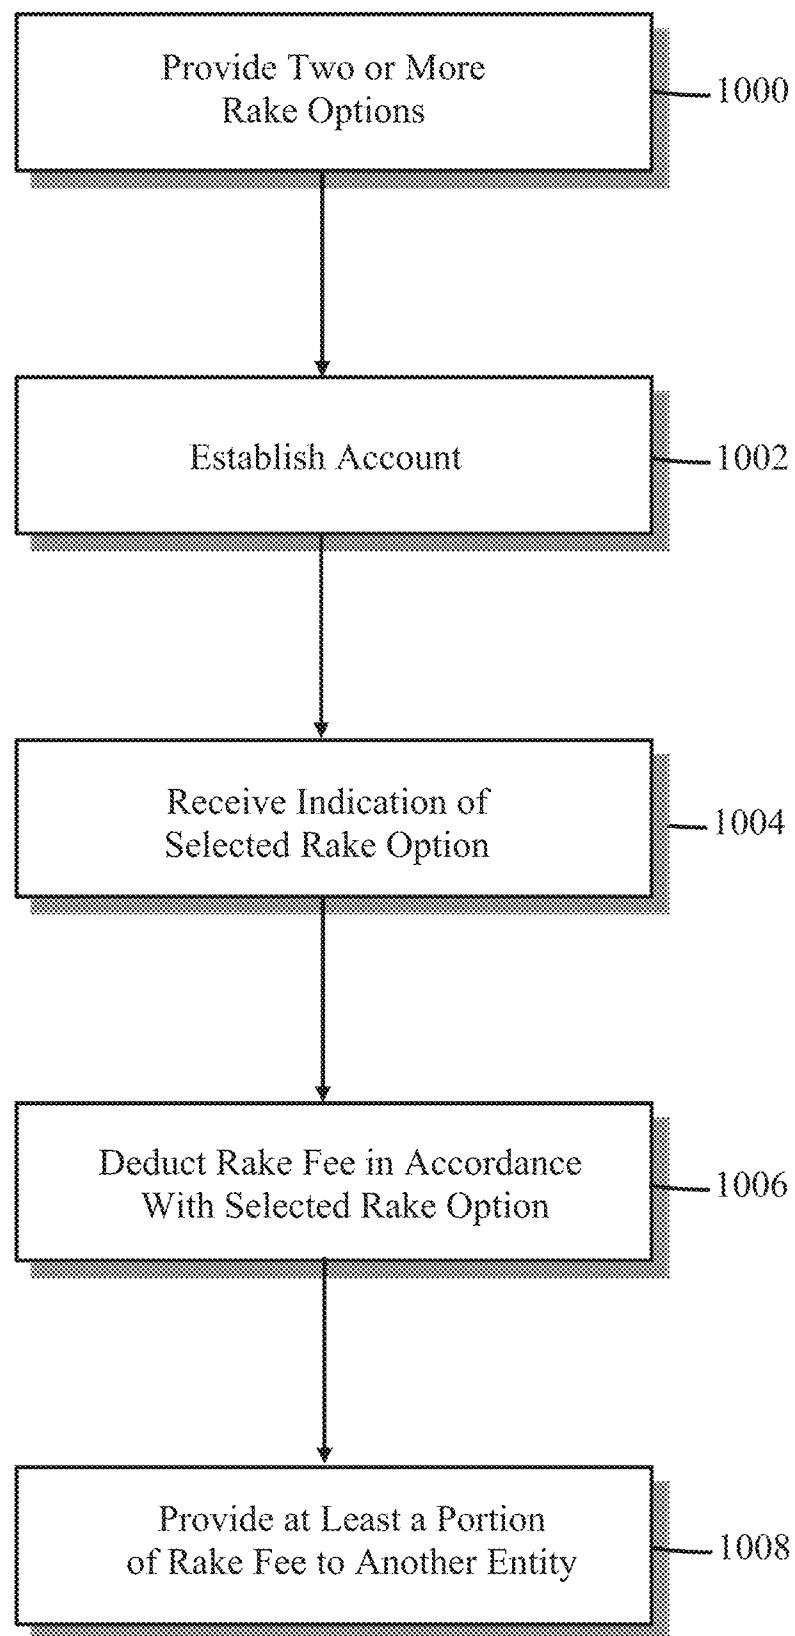 Provide Two or More
Rake Options
1000
Establish Account
1002
Receive Indication of
Selected Rake Option
1004
Deduct Rake Fee in Accordance
With Selected Rake Option
1006
Provide at Least a Portion
of Rake Fee to Another Entity
1008